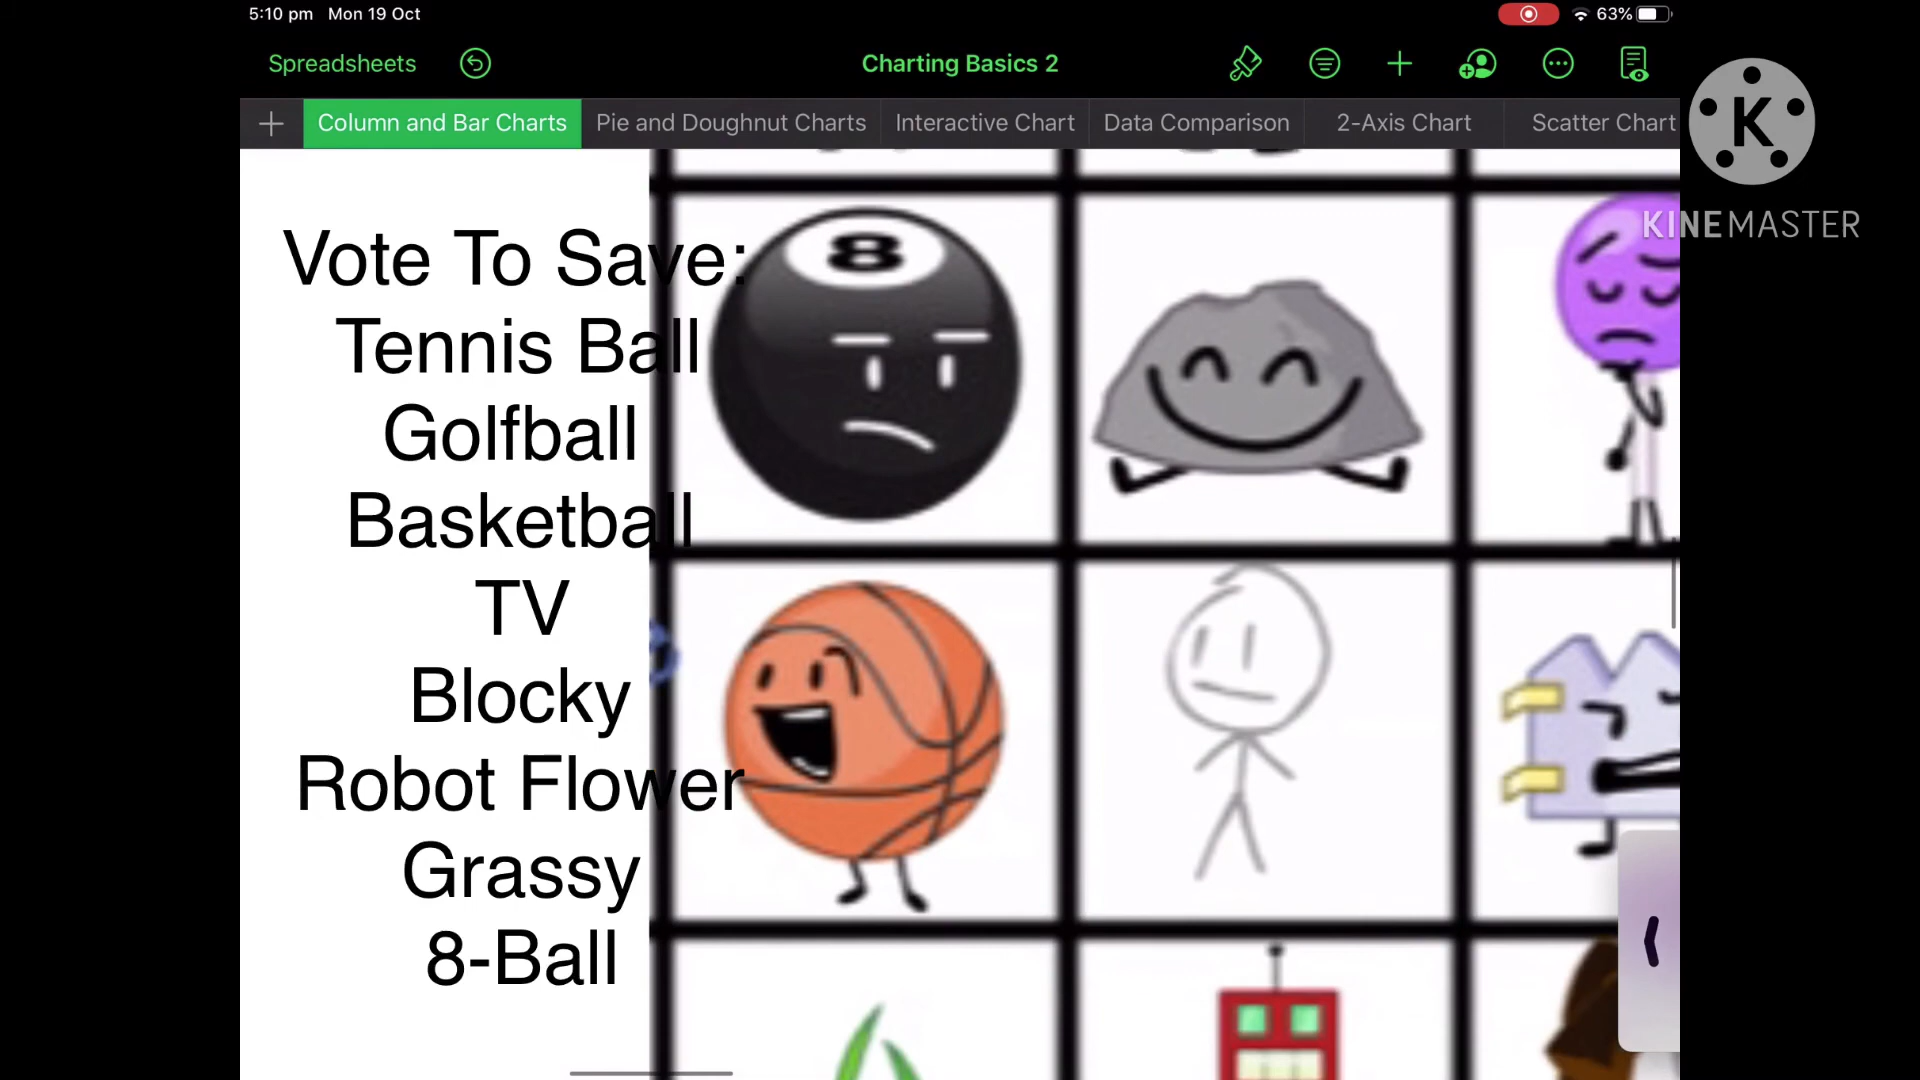 5:10 pm Mon 19 Oct 63%
Spreadsheets Charting Basics 2
Column and Bar Charts Pie and Doughnut Charts Interactive Chart Data Comparison 2-Axis Chart Scatter Chart
K
KINEMASTER
Vote To Save:
Tennis Ball
Golfball
Basketball
TV
Blocky
Robot Flower
Grassy
8-Ball
8